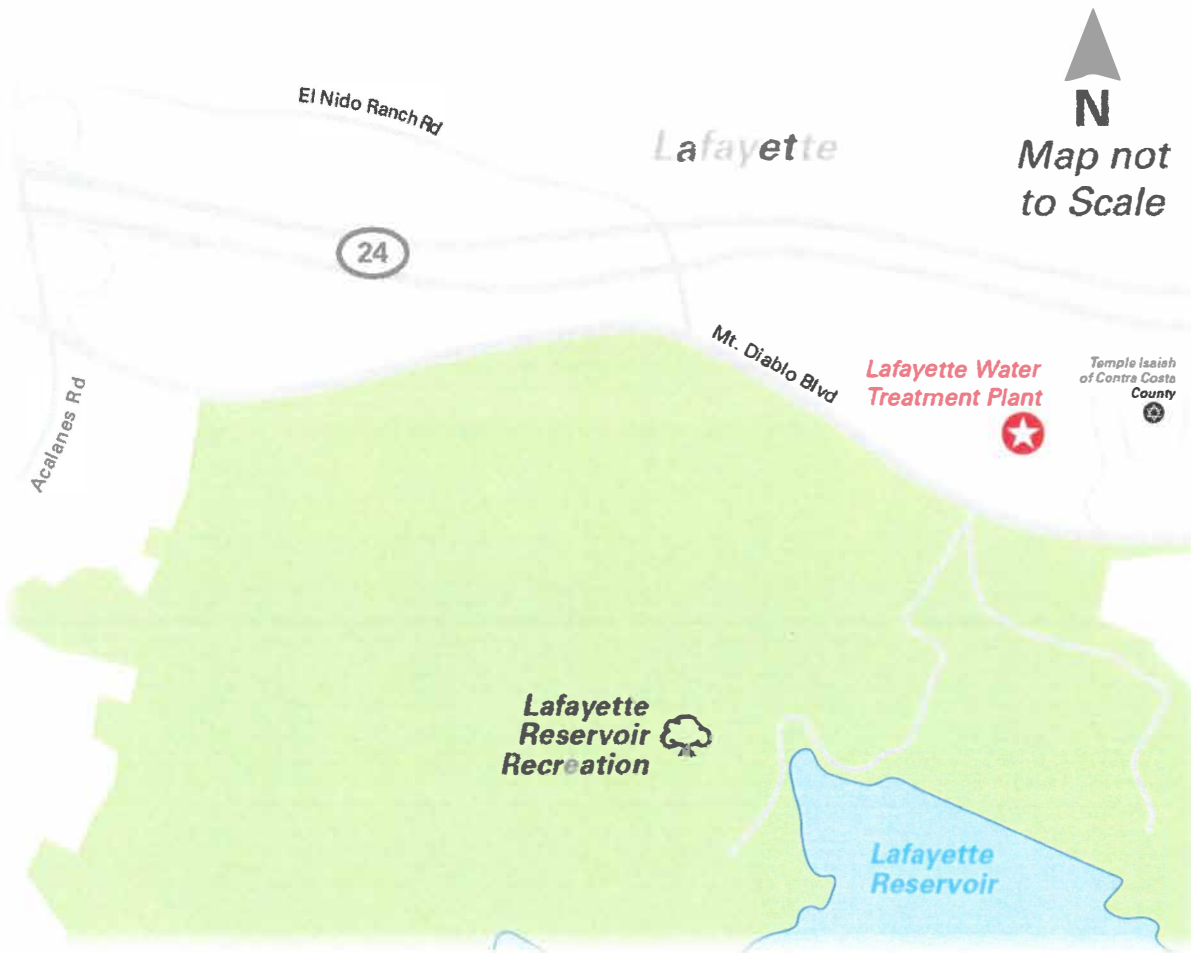 El Nido Ranch Rd
Lafayette
N
Map not
to Scale
24
Mt. Diablo Blvd
Lafayette Water
Treatment Plant
Temple Isaiah
of Contra Costa
County
Acalanes Rd
Lafayette
Reservoir
Recreation
Lafayette
Reservoir